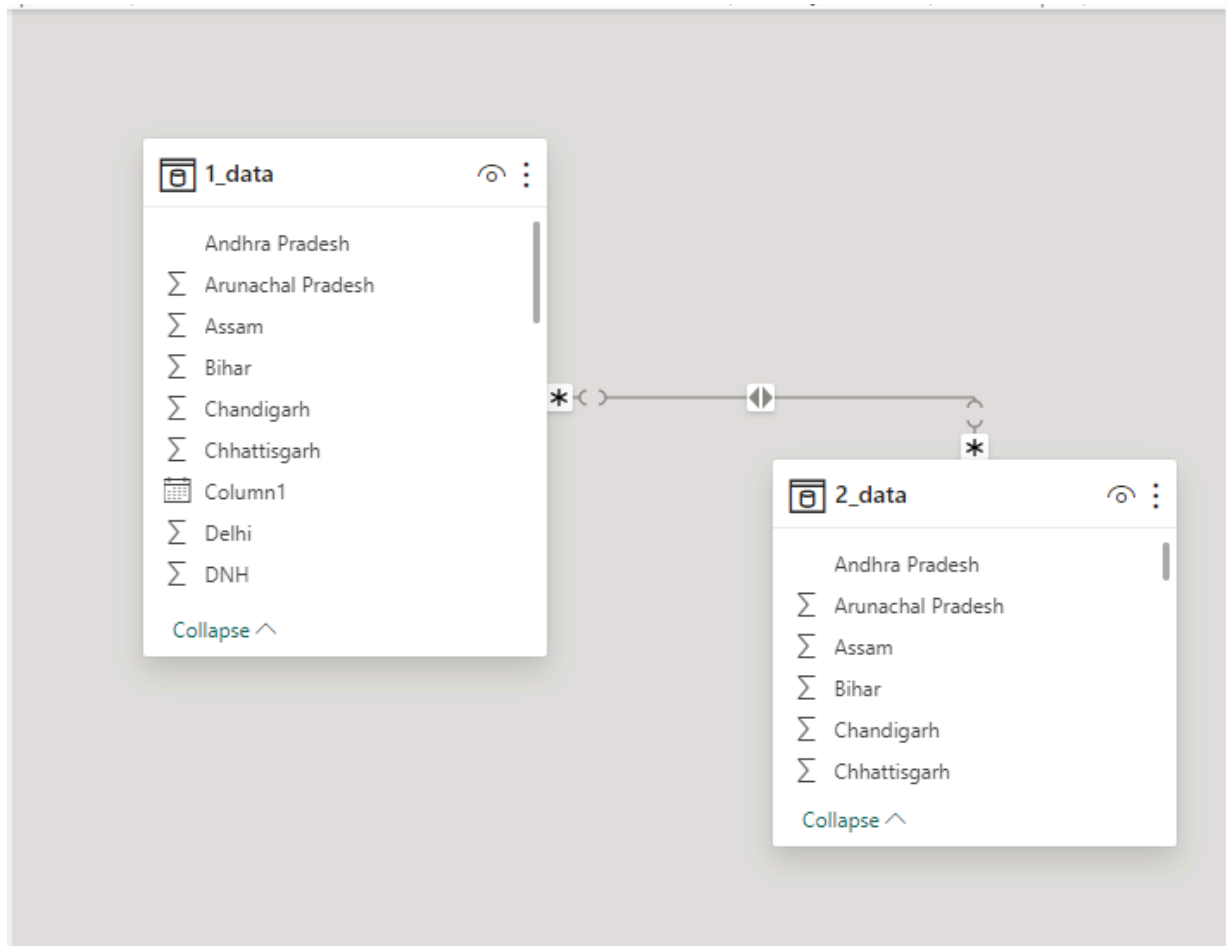 1_data
Andhra Pradesh
∑ Arunachal Pradesh
∑ Assam
∑ Bihar
∑ Chandigarh
∑ Chhattisgarh
Column1
∑ Delhi
∑ DNH
Collapse
*
*
2_data
Andhra Pradesh
∑ Arunachal Pradesh
∑ Assam
∑ Bihar
∑ Chandigarh
∑ Chhattisgarh
Collapse